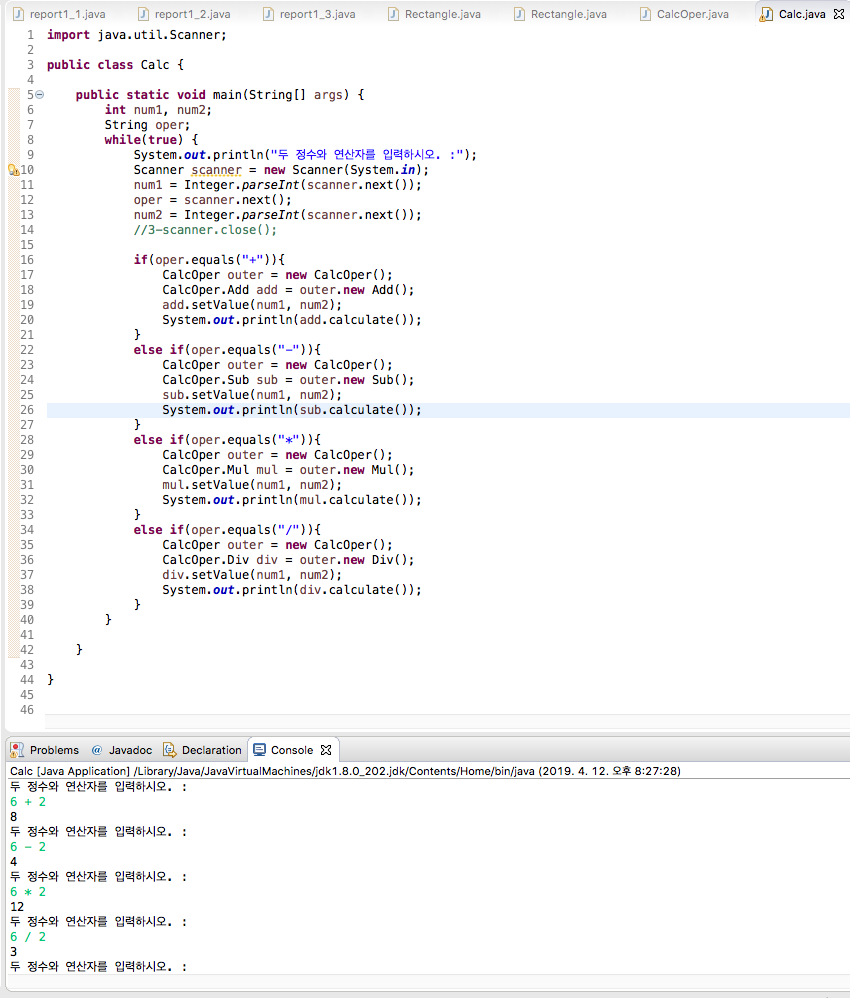 report1_1.java report1_2.java report1_3.java Rectangle.java Rectangle.java CalcOper.java Calc.java
1 import java.util.Scanner;
2
3 public class Calc {
4
5 public static void main(String[] args) {
6 int num1, num2;
7 String oper;
8 while(true) {
9 System.out.println("두 정수와 연산자를 입력하시오. :");
10 Scanner scanner = new Scanner(System.in);
11 num1 = Integer.parseInt(scanner.next());
12 oper = scanner.next();
13 num2 = Integer.parseInt(scanner.next());
14 //3-scanner.close();
15
16 if(oper.equals("+")){
17 CalcOper outer = new CalcOper();
18 CalcOper.Add add = outer.new Add();
19 add.setValue(num1, num2);
20 System.out.println(add.calculate());
21 }
22 else if(oper.equals("-")){
23 CalcOper outer = new CalcOper();
24 CalcOper.Sub sub = outer.new Sub();
25 sub.setValue(num1, num2);
26 System.out.println(sub.calculate());
27 }
28 else if(oper.equals("*")){
29 CalcOper outer = new CalcOper();
30 CalcOper.Mul mul = outer.new Mul();
31 mul.setValue(num1, num2);
32 System.out.println(mul.calculate());
33 }
34 else if(oper.equals("/")){
35 CalcOper outer = new CalcOper();
36 CalcOper.Div div = outer.new Div();
37 div.setValue(num1, num2);
38 System.out.println(div.calculate());
39 }
40 }
41
42 }
43
44 }
45
46
Problems @ Javadoc Declaration Console
Calc [Java Application] /Library/Java/JavaVirtualMachines/jdk1.8.0_202.jdk/Contents/Home/bin/java (2019. 4. 12. 오후 8:27:28)
두 정수와 연산자를 입력하시오. :
6 + 2
8
두 정수와 연산자를 입력하시오. :
6 - 2
4
두 정수와 연산자를 입력하시오. :
6 * 2
12
두 정수와 연산자를 입력하시오. :
6 / 2
3
두 정수와 연산자를 입력하시오. :